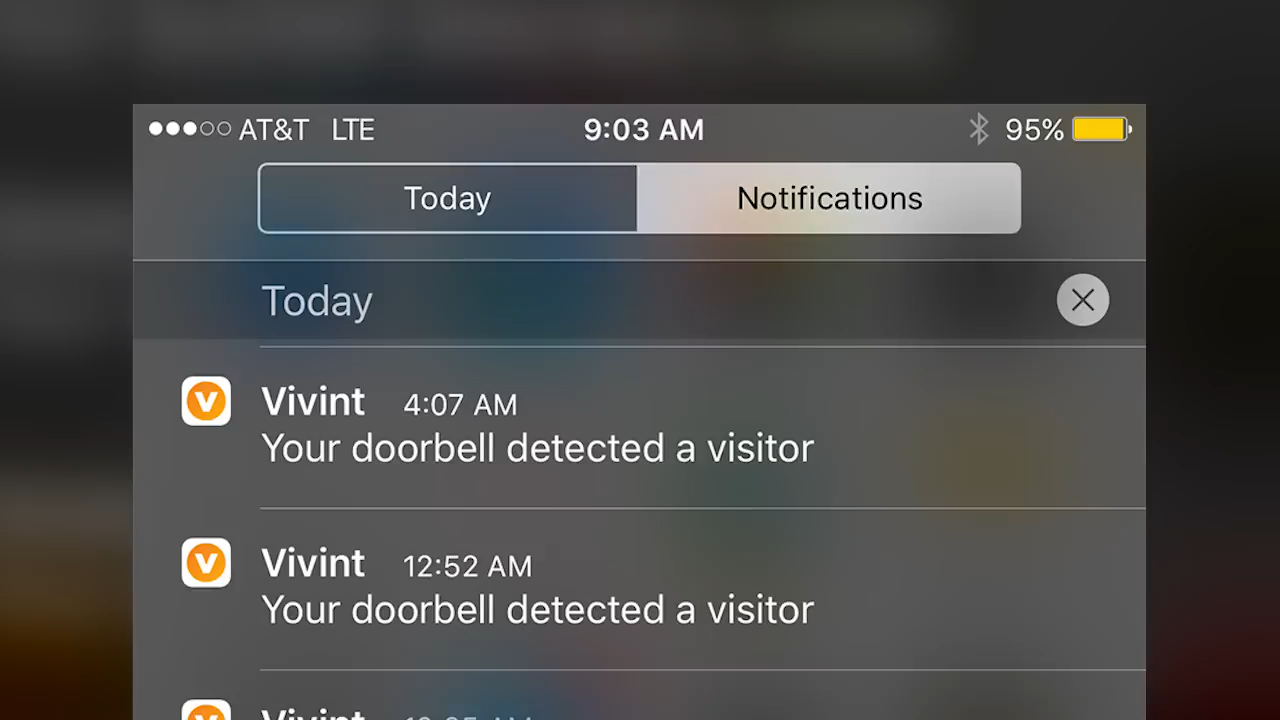 AT&T LTE 9:03 AM 95%
Today Notifications
Today
Vivint 4:07 AM
Your doorbell detected a visitor
Vivint 12:52 AM
Your doorbell detected a visitor
Vivint